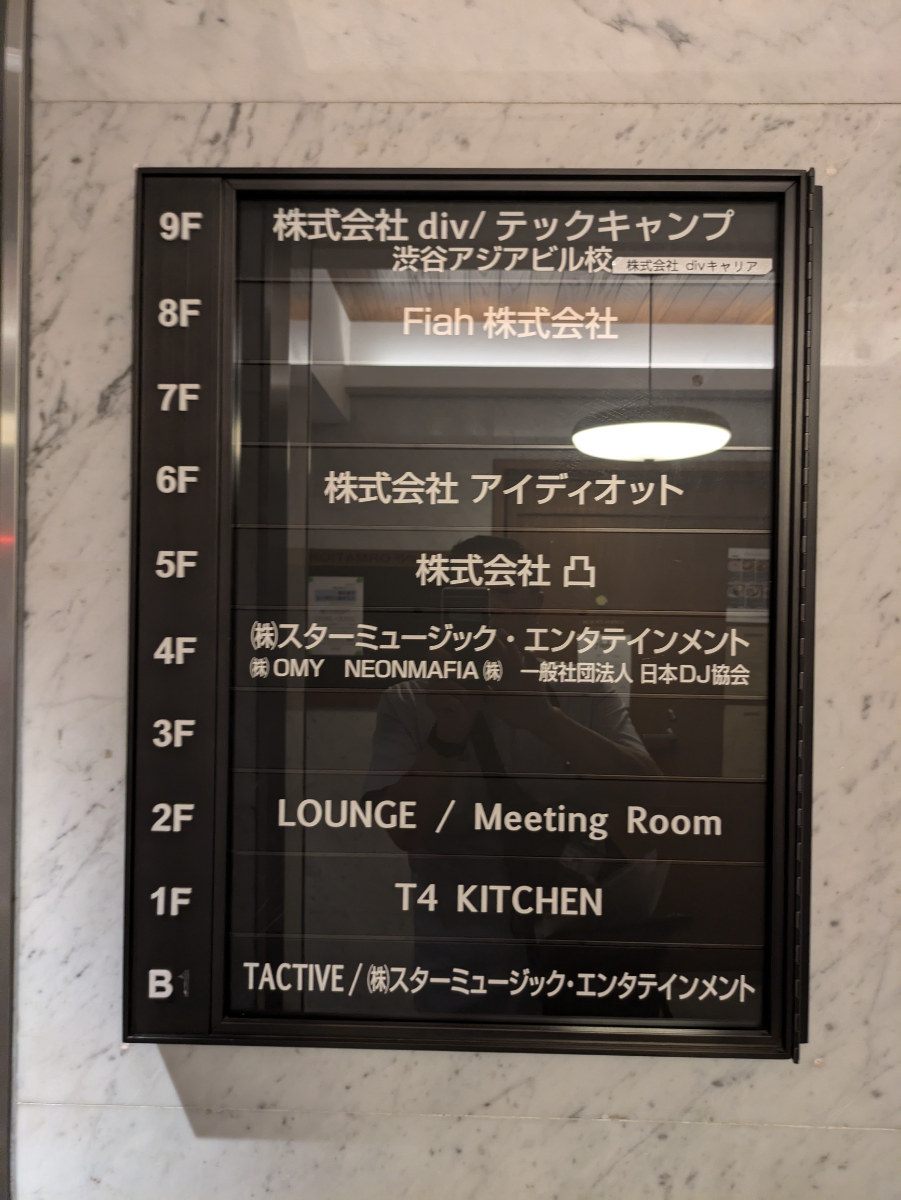 9F 株式会社 div/ テックキャンプ
渋谷アジアビル校 株式会社 divキャリア
8F Fiah 株式会社
7F
6F 株式会社 アイディオット
5F 株式会社 凸
4F ㈱スターミュージック・エンタテインメント
㈱ OMY NEONMAFIA ㈱ 一般社団法人 日本DJ協会
3F
2F LOUNGE / Meeting Room
1F T4 KITCHEN
B1 TACTIVE / ㈱スターミュージック・エンタテインメント